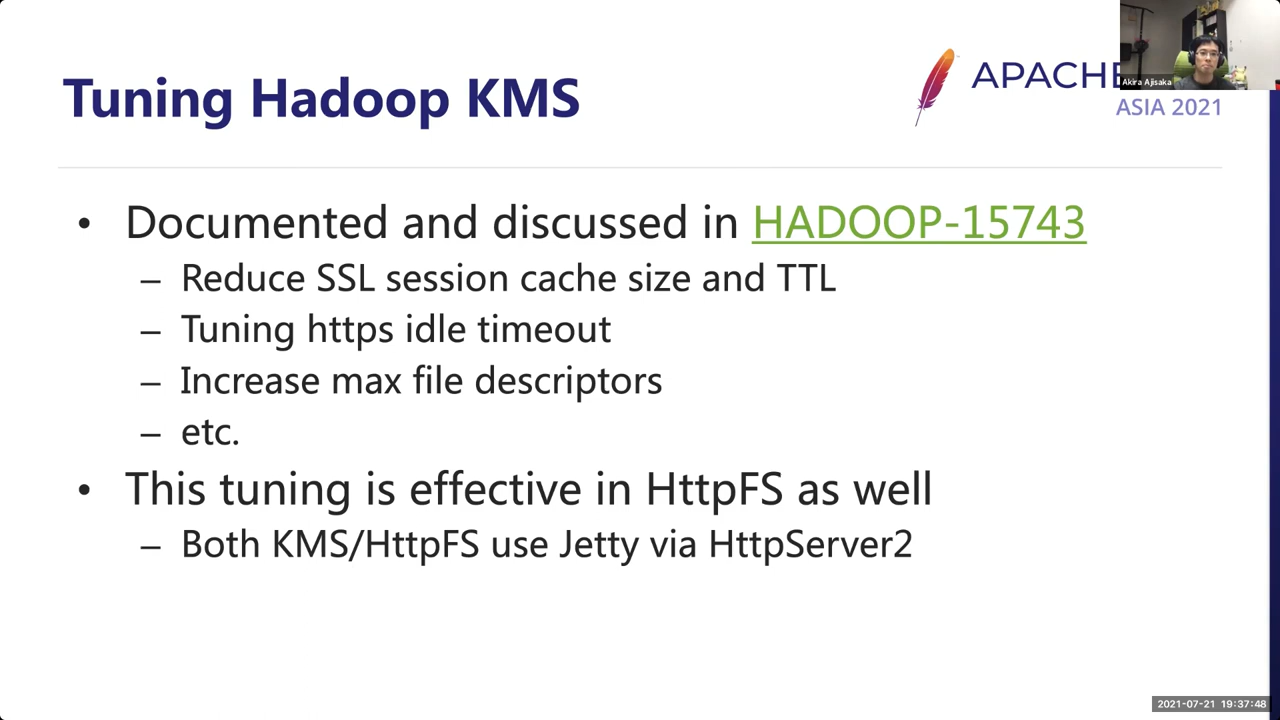 Tuning Hadoop KMS
APACHE
Akira Ajisaka
ASIA 2021
• Documented and discussed in HADOOP-15743
– Reduce SSL session cache size and TTL
– Tuning https idle timeout
– Increase max file descriptors
– etc.
• This tuning is effective in HttpFS as well
– Both KMS/HttpFS use Jetty via HttpServer2
2021-07-21 19:37:48